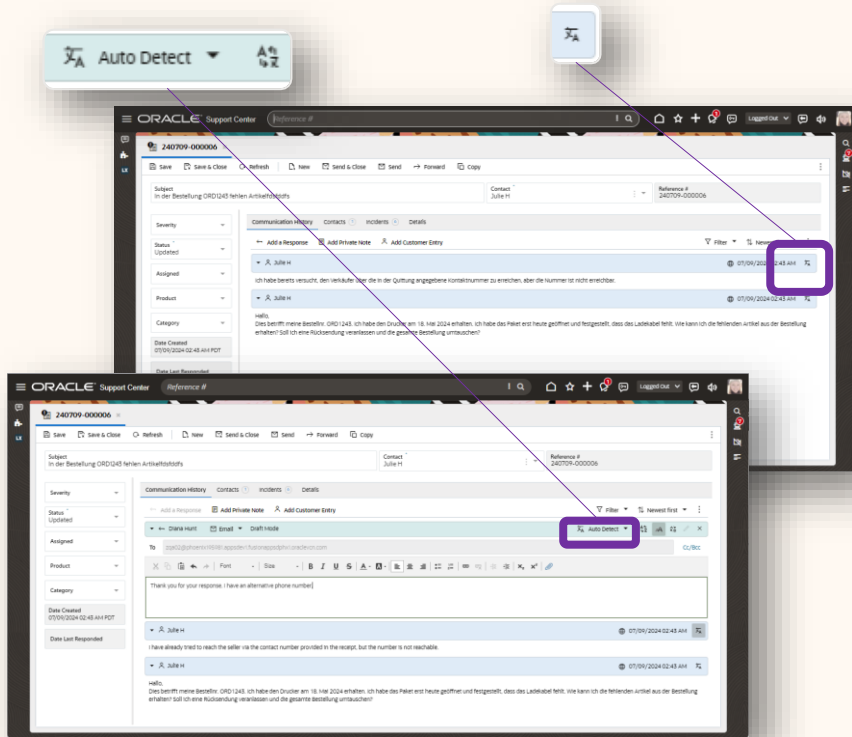 Auto Detect
ORACLE Support Center
Reference #
Logged Out
240709-000006
Save Save & Close Refresh New Send & Close Send Forward Copy
Subject
In der Bestellung ORD1243 fehlen Artikelfdsfddfs
Contact
Julie H
Reference #
240709-000006
Severity
Communication History Contacts Incidents Details
Status
Updated
Add a Response Add Private Note Add Customer Entry Filter
Assigned
Julie H 07/09/2024 02:43 AM
Ich habe bereits versucht, den Verkäufer über die in der Quittung angegebene Kontaktnummer zu erreichen, aber die Nummer ist nicht erreichbar.
Product
Julie H 07/09/2024 02:43 AM
Category
Hallo,
Dies betrifft meine Bestellnr. ORD1243. Ich habe den Drucker am 18. Mai 2024 erhalten. Ich habe das Paket erst heute geöffnet und festgestellt, dass das Ladekabel fehlt. Wie kann ich die fehlenden Artikel aus der Bestellung
erhalten? Soll ich eine Rücksendung veranlassen und die gesamte Bestellung umtauschen?
Date Created
07/09/2024 02:43 AM PDT
Date Last Responded
ORACLE Support Center
Reference #
Logged Out
240709-000006
Save Save & Close Refresh New Send & Close Send Forward Copy
Subject
In der Bestellung ORD1243 fehlen Artikelfdsfddfs
Contact
Julie H
Reference #
240709-000006
Severity
Communication History Contacts Incidents Details
Status
Updated
Add a Response Add Private Note Add Customer Entry Filter Newest first
Diana Hunt Email Draft Mode Auto Detect
Assigned
To
Cc/Bcc
Product
Font Size
Category
Thank you for your response. I have an alternative phone number
Date Created
07/09/2024 02:43 AM PDT
Date Last Responded
Julie H 07/09/2024 02:43 AM
I have already tried to reach the seller via the contact number provided in the receipt, but the number is not reachable.
Julie H 07/09/2024 02:43 AM
Hallo,
Dies betrifft meine Bestellnr. ORD1243. Ich habe den Drucker am 18. Mai 2024 erhalten. Ich habe das Paket erst heute geöffnet und festgestellt, dass das Ladekabel fehlt. Wie kann ich die fehlenden Artikel aus der Bestellung
erhalten? Soll ich eine Rücksendung veranlassen und die gesamte Bestellung umtauschen?